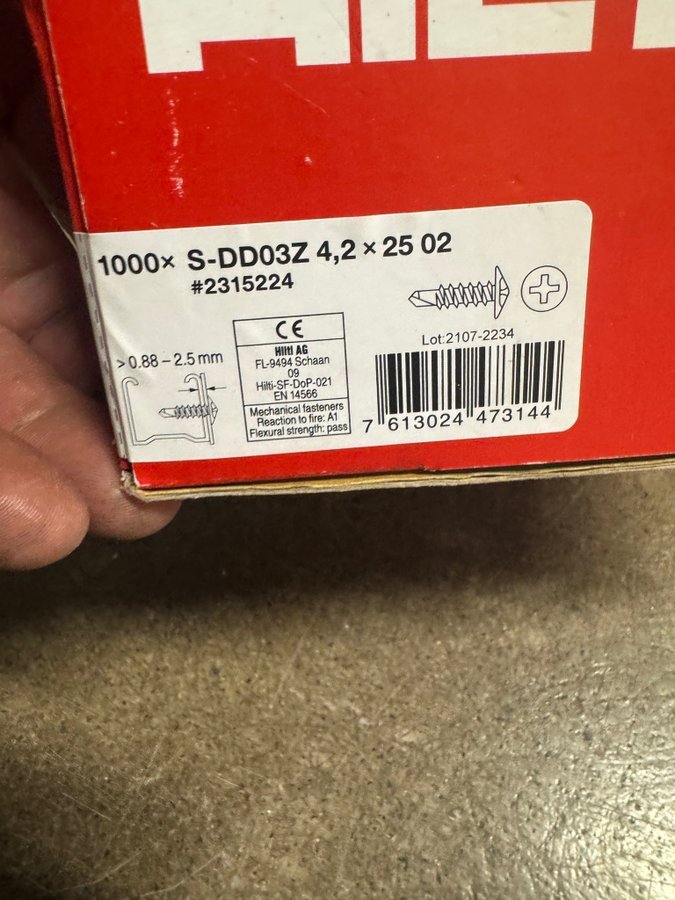 HILT
1000× S-DD03Z 4,2 × 25 02
#2315224
Lot:2107-2234
> 0.88 – 2.5 mm
CE
Hilti AG
FL-9494 Schaan
09
Hilti-SF-DoP-021
EN 14566
Mechanical fasteners
Reaction to fire: A1
Flexural strength: pass
7 613024 473144